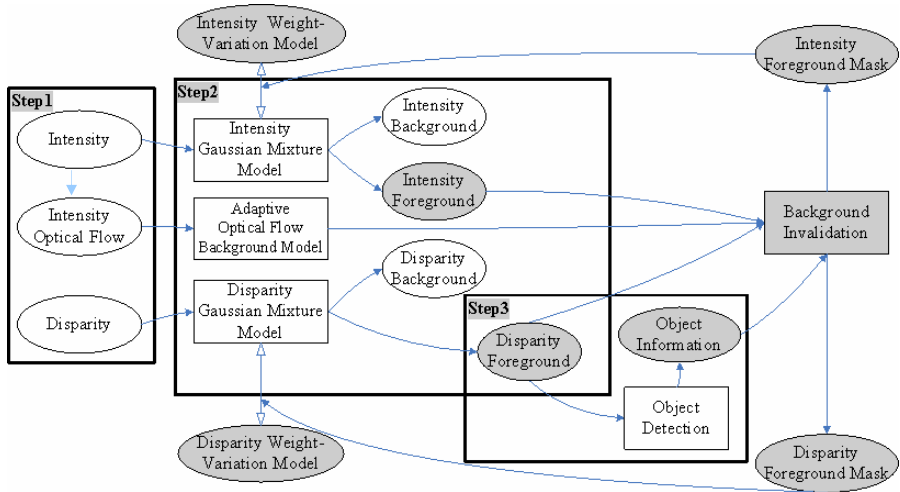 Intensity Weight-
Variation Model
Intensity
Foreground Mask
Step1
Step2
Intensity
Intensity
Gaussian Mixture
Model
Intensity
Background
Intensity
Foreground
Intensity
Optical Flow
Adaptive
Optical Flow
Background Model
Background
Invalidation
Disparity
Background
Disparity
Disparity
Gaussian Mixture
Model
Step3
Disparity
Foreground
Object
Information
Object
Detection
Disparity Weight-
Variation Model
Disparity
Foreground Mask